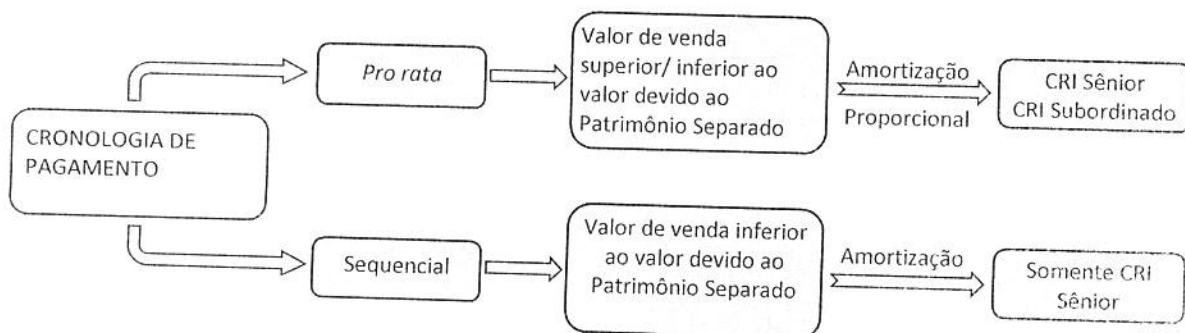 CRONOLOGIA DE
PAGAMENTO
Pro rata
Valor de venda
superior/ inferior ao
valor devido ao
Patrimônio Separado
Amortização
Proporcional
CRI Sênior
CRI Subordinado
Sequencial
Valor de venda inferior
ao valor devido ao
Patrimônio Separado
Amortização
Somente CRI
Sênior